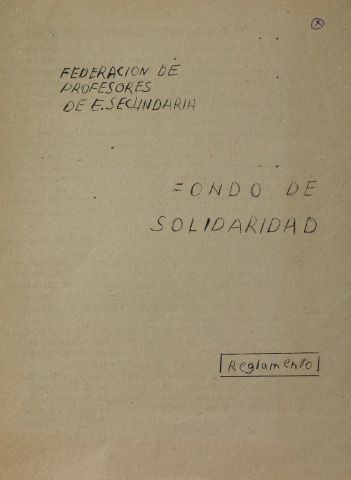 FEDERACION DE
PROFESORES
DE E. SECUNDARIA
FONDO DE
SOLIDARIDAD
Reglamento